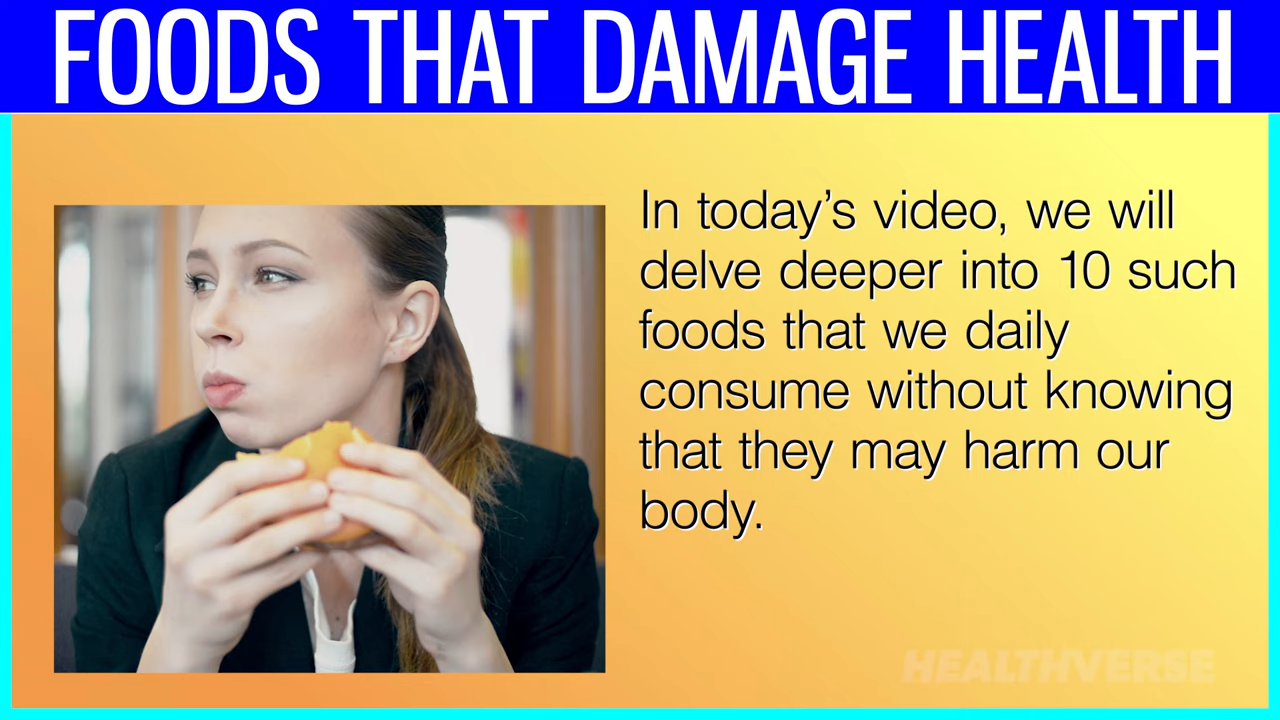 FOODS THAT DAMAGE HEALTH
In today’s video, we will
delve deeper into 10 such
foods that we daily
consume without knowing
that they may harm our
body.
HEALTHVERSE